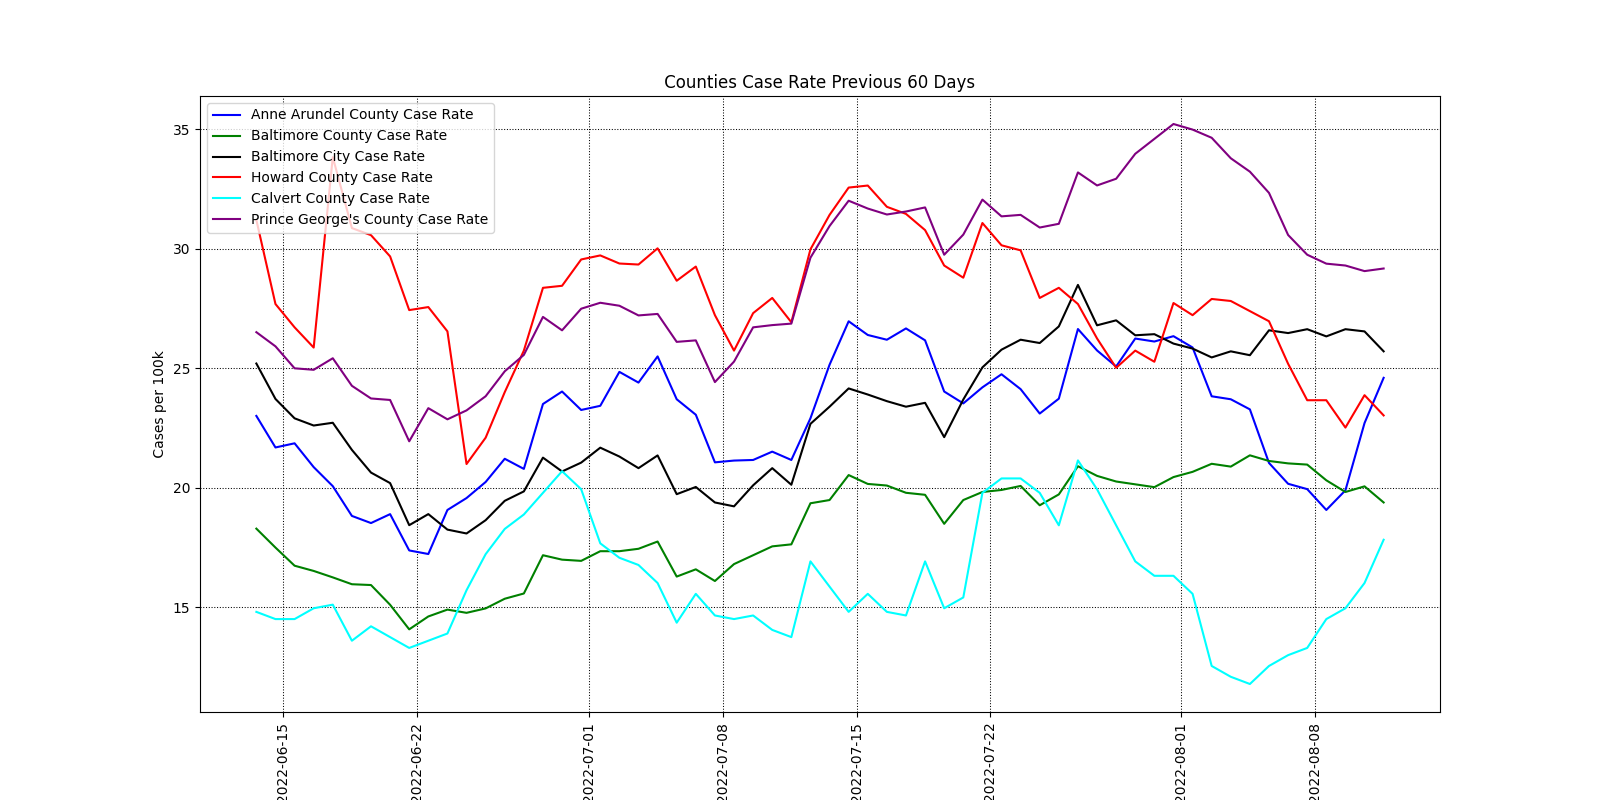 Counties Case Rate Previous 60 Days
Anne Arundel County Case Rate
Baltimore County Case Rate
Baltimore City Case Rate
Howard County Case Rate
Calvert County Case Rate
Prince George's County Case Rate
Cases per 100k
35
30
25
20
15
2022-06-15
2022-06-22
2022-07-01
2022-07-08
2022-07-15
2022-07-22
2022-08-01
2022-08-08